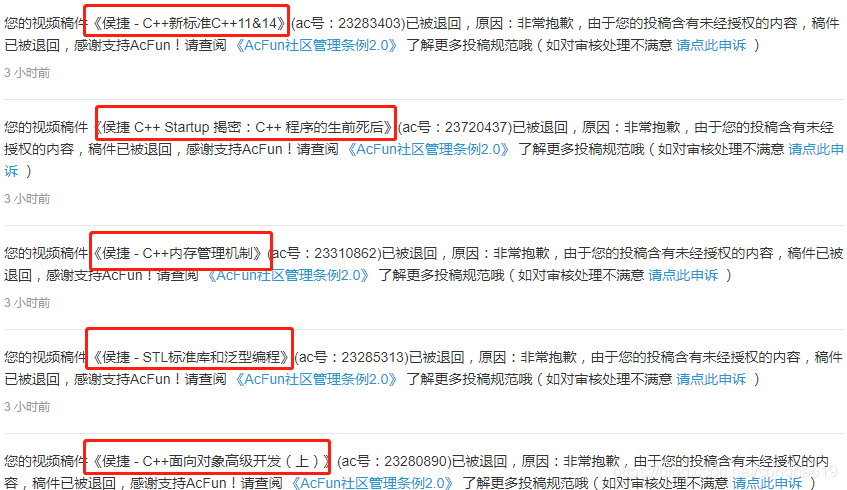 您的视频稿件《侯捷 - C++新标准C++11&14》(ac号：23283403)已被退回，原因：非常抱歉，由于您的投稿含有未经授权的内容，稿件
已被退回，感谢支持AcFun！请查阅 《AcFun社区管理条例2.0》 了解更多投稿规范哦 ( 如对审核处理不满意 请点此申诉 ）
3 小时前
您的视频稿件《侯捷 C++ Startup 揭密：C++ 程序的生前死后》(ac号：23720437)已被退回，原因：非常抱歉，由于您的投稿含有未经
授权的内容，稿件已被退回，感谢支持AcFun！请查阅 《AcFun社区管理条例2.0》 了解更多投稿规范哦 ( 如对审核处理不满意 请点此申
诉 ）
3 小时前
您的视频稿件《侯捷 - C++内存管理机制》(ac号：23310862)已被退回，原因：非常抱歉，由于您的投稿含有未经授权的内容，稿件已被
退回，感谢支持AcFun！请查阅 《AcFun社区管理条例2.0》 了解更多投稿规范哦 ( 如对审核处理不满意 请点此申诉 ）
3 小时前
您的视频稿件《侯捷 - STL标准库和泛型编程》(ac号：23285313)已被退回，原因：非常抱歉，由于您的投稿含有未经授权的内容，稿件
已被退回，感谢支持AcFun！请查阅 《AcFun社区管理条例2.0》 了解更多投稿规范哦 ( 如对审核处理不满意 请点此申诉 ）
3 小时前
您的视频稿件《侯捷 - C++面向对象高级开发（上）》(ac号：23280890)已被退回，原因：非常抱歉，由于您的投稿含有未经授权的内
容，稿件已被退回，感谢支持AcFun！请查阅 《AcFun社区管理条例2.0》 了解更多投稿规范哦 ( 如对审核处理不满意 请点此申诉 ）